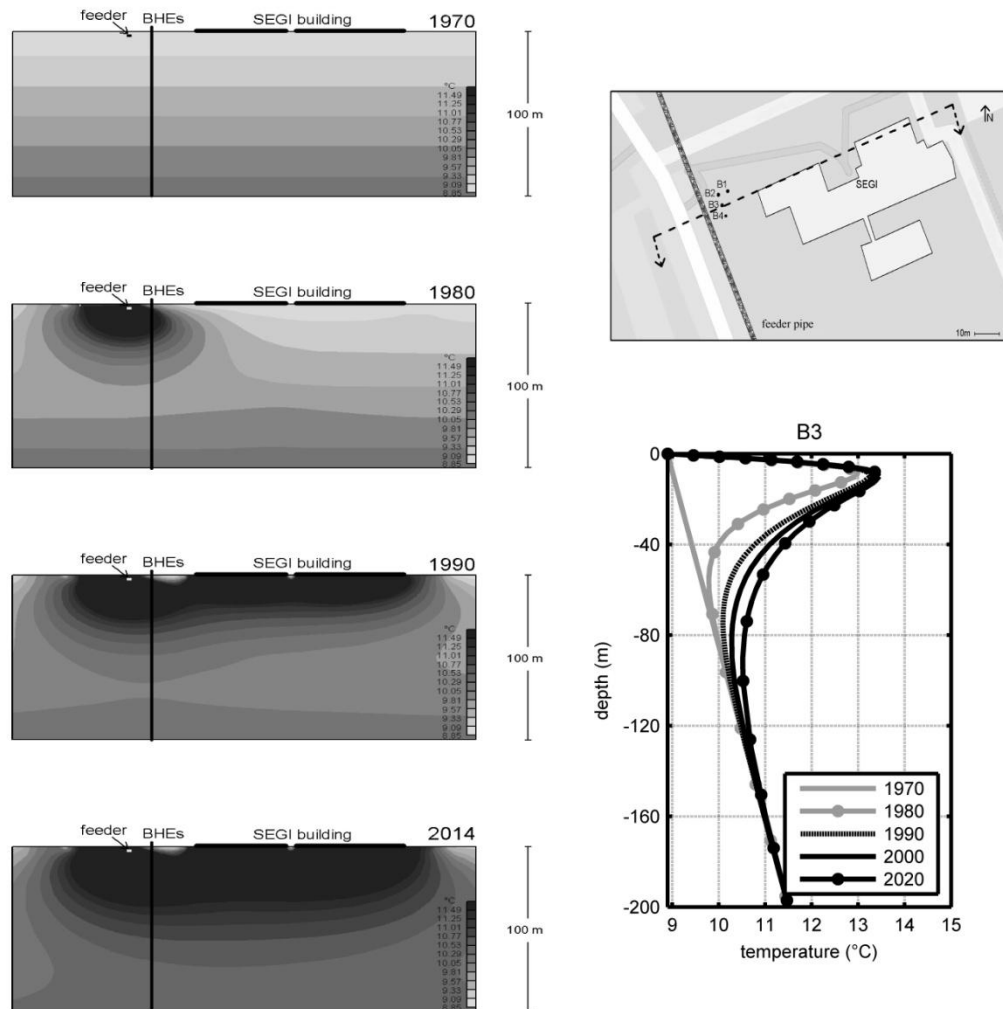 feeder BHEs SEGI building 1970
°C
11.49
11.25
11.01
10.77
10.53
10.29
10.05
9.81
9.57
9.33
9.09
8.85
100 m
feeder BHEs SEGI building 1980
°C
11.49
11.25
11.01
10.77
10.53
10.29
10.05
9.81
9.57
9.33
9.09
8.85
100 m
feeder BHEs SEGI building 1990
°C
11.49
11.25
11.01
10.77
10.53
10.29
10.05
9.81
9.57
9.33
9.09
8.85
100 m
feeder BHEs SEGI building 2014
°C
11.49
11.25
11.01
10.77
10.53
10.29
10.05
9.81
9.57
9.33
9.09
8.85
100 m
N
B1
B2
B3
B4
SEGI
feeder pipe
10m
B3
0
-40
-80
-120
-160
-200
depth (m)
1970
1980
1990
2000
2020
9 10 11 12 13 14 15
temperature (°C)